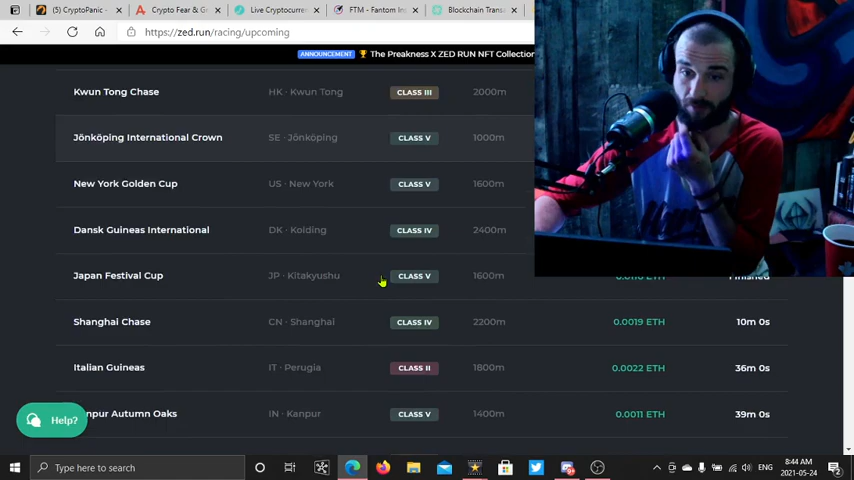 (5) CryptoPanic -
Crypto Fear & Gr
Live Cryptocurre
FTM - Fantom In
Blockchain Trans
https://zed.run/racing/upcoming
ANNOUNCEMENT The Preakness X ZED RUN NFT Collection
Kwun Tong Chase HK · Kwun Tong CLASS III 2000m
Jönköping International Crown SE · Jönköping CLASS V 1000m
New York Golden Cup US · New York CLASS V 1600m
Dansk Guineas International DK · Kolding CLASS IV 2400m
Japan Festival Cup JP · Kitakyushu CLASS V 1600m Finished
Shanghai Chase CN · Shanghai CLASS IV 2200m 0.0019 ETH 10m 0s
Italian Guineas IT · Perugia CLASS II 1800m 0.0022 ETH 36m 0s
npur Autumn Oaks IN · Kanpur CLASS V 1400m 0.0011 ETH 39m 0s
Help?
Type here to search
ENG
8:44 AM
2021-05-24